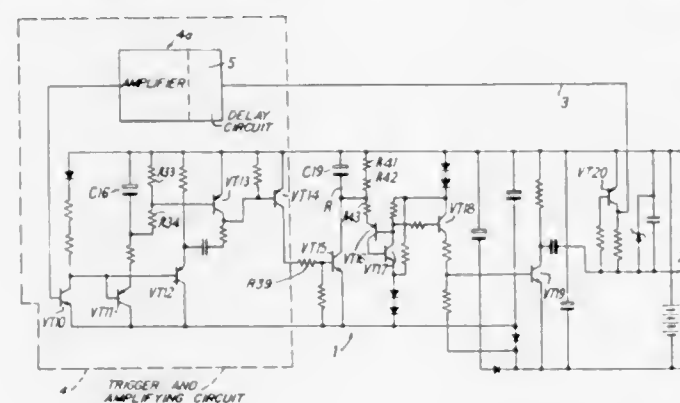 4a
5
AMPLIFIER
DELAY
CIRCUIT
3
C16
R33
R34
VT13
VT14
C19
R41
R42
R
R43
VT18
VT20
VT15
VT16
VT17
VT12
R39
VT10
VT11
VT19
1
4
TRIGGER AND
AMPLIFYING CIRCUIT